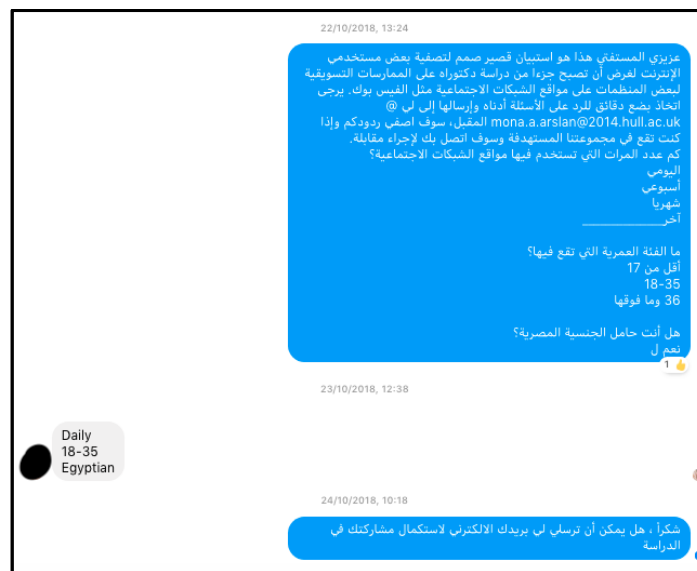 22/10/2018, 13:24
عزيزي المستفتي هذا هو استبيان قصير صمم لتصفية بعض مستخدمي
الإنترنت لغرض أن تصبح جزءا من دراسة دكتوراه على الممارسات التسويقية
لبعض المنظمات على مواقع الشبكات الاجتماعية مثل الفيس بوك. يرجى
اتخاذ بضع دقائق للرد على الأسئلة أدناه وإرسالها إلى لي @
mona.a.arslan@2014.hull.ac.uk المقبل، سوف اصفي ردودكم وإذا
كنت تقع في مجموعتنا المستهدفة وسوف اتصل بك لإجراء مقابلة.
كم عدد المرات التي تستخدم فيها مواقع الشبكات الاجتماعية؟
اليومي
أسبوعي
شهريا
آخر____________
ما الفئة العمرية التي تقع فيها؟
أقل من 17
18-35
36 وما فوقها
هل أنت حامل الجنسية المصرية؟
نعم ل
1 👍
23/10/2018, 12:38
Daily
18-35
Egyptian
24/10/2018, 10:18
شكراً ، هل يمكن أن ترسلي لي بريدك الالكترني لاستكمال مشاركتك في
الدراسة